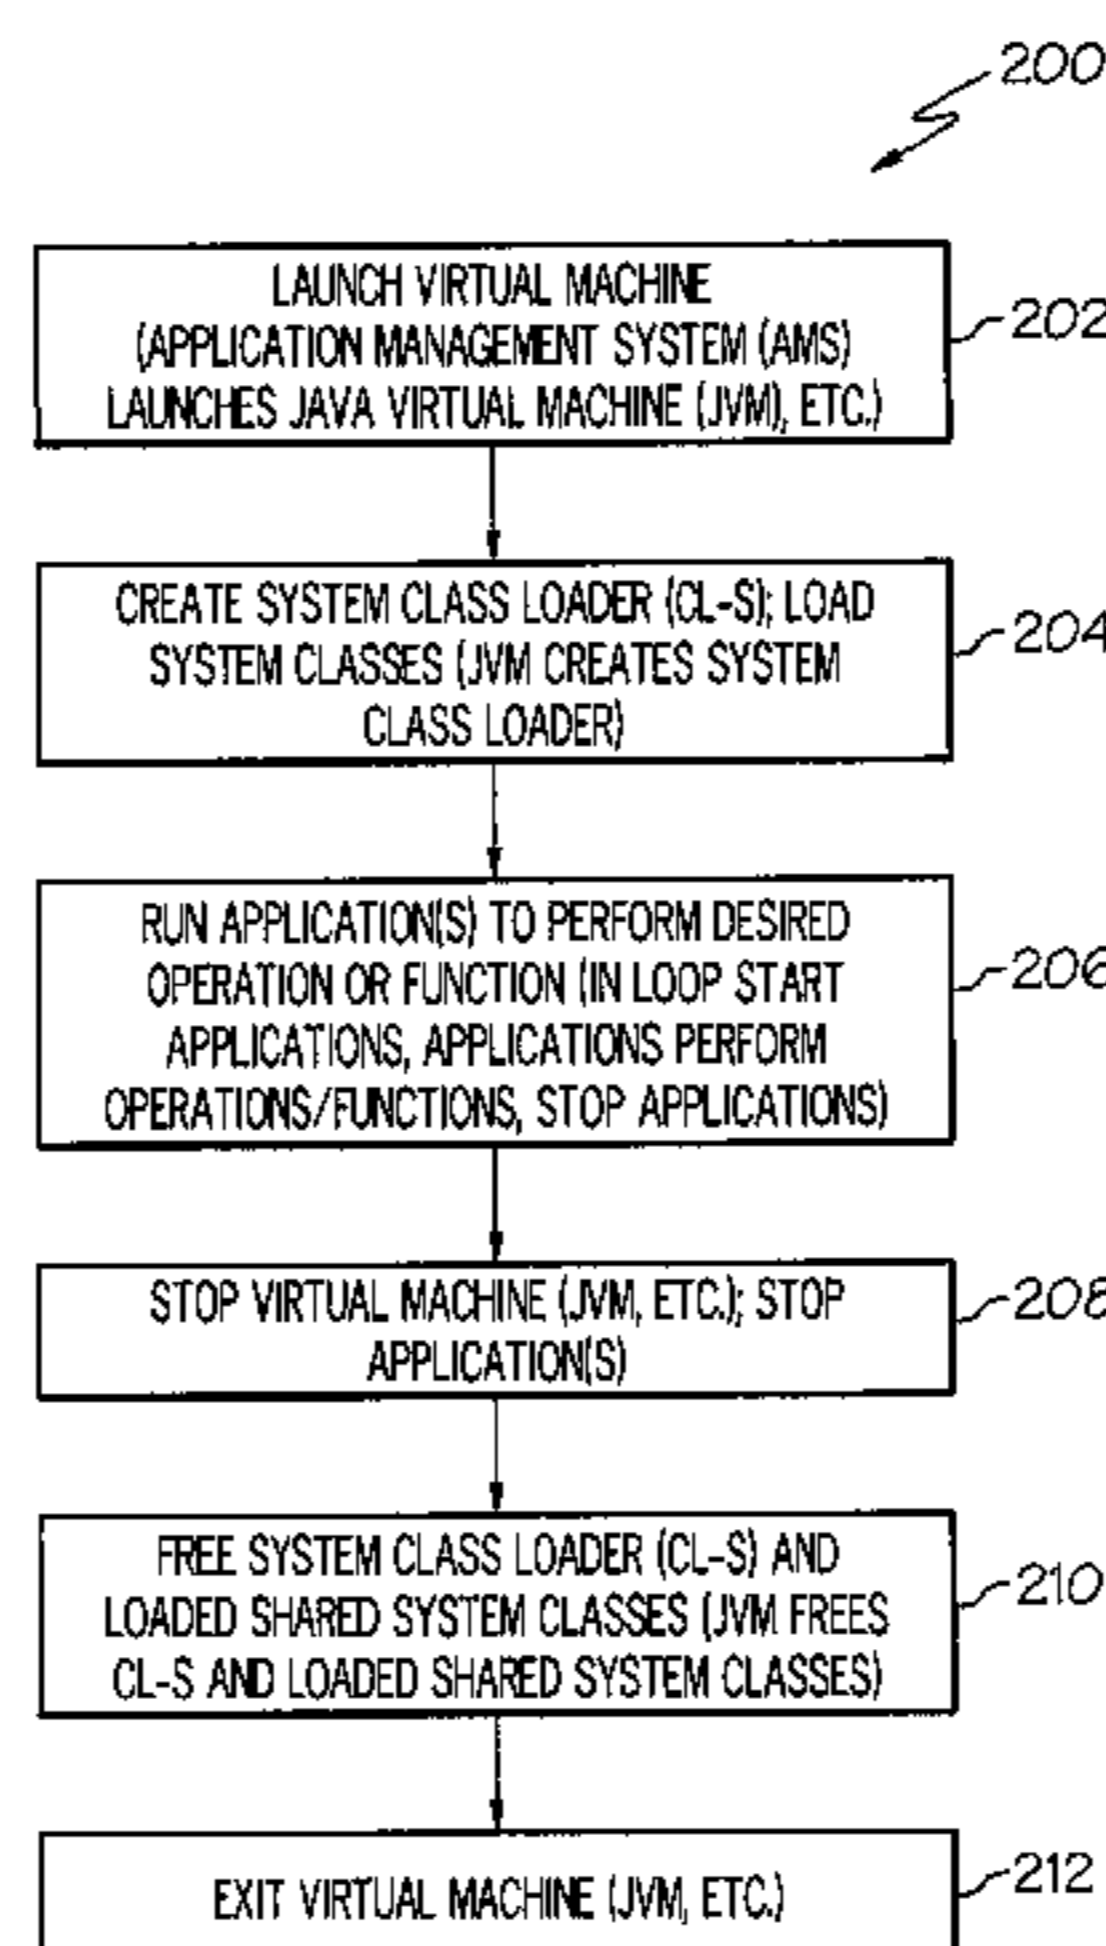 200
LAUNCH VIRTUAL MACHINE
(APPLICATION MANAGEMENT SYSTEM (AMS)
LAUNCHES JAVA VIRTUAL MACHINE (JVM), ETC.)
202
CREATE SYSTEM CLASS LOADER (CL-S); LOAD
SYSTEM CLASSES (JVM CREATES SYSTEM
CLASS LOADER)
204
RUN APPLICATION(S) TO PERFORM DESIRED
OPERATION OR FUNCTION (IN LOOP START
APPLICATIONS, APPLICATIONS PERFORM
OPERATIONS/FUNCTIONS, STOP APPLICATIONS)
206
STOP VIRTUAL MACHINE (JVM, ETC.); STOP
APPLICATION(S)
208
FREE SYSTEM CLASS LOADER (CL-S) AND
LOADED SHARED SYSTEM CLASSES (JVM FREES
CL-S AND LOADED SHARED SYSTEM CLASSES)
210
EXIT VIRTUAL MACHINE (JVM, ETC.)
212